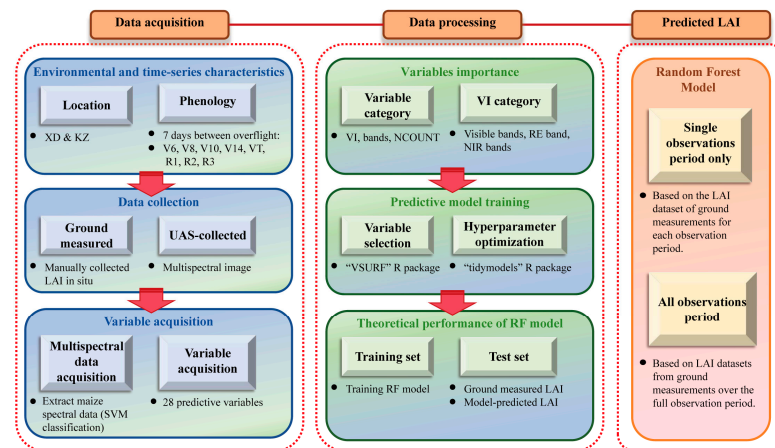 Data acquisition
Data processing
Predicted LAI
Environmental and time-series characteristics
Location
Phenology
● XD & KZ
● 7 days between overflight:
● V6, V8, V10, V14, VT,
R1, R2, R3
Data collection
Ground
measured
UAS-collected
● Manually collected
LAI in situ
● Multispectral image
Variable acquisition
Multispectral
data
acquisition
Variable
acquisition
● Extract maize
spectral data (SVM
classification)
● 28 predictive variables
Variables importance
Variable
category
VI category
● VI, bands, NCOUNT
● Visible bands, RE band,
NIR bands
Predictive model training
Variable
selection
Hyperparameter
optimization
● “VSURF” R package
● “tidymodels” R package
Theoretical performance of RF model
Training set
Test set
● Training RF model
● Ground measured LAI
● Model-predicted LAI
Random Forest
Model
Single
observations
period only
● Based on the LAI
dataset of ground
measurements for
each observation
period.
All observations
period
● Based on LAI datasets
from ground
measurements over the
full observation period.